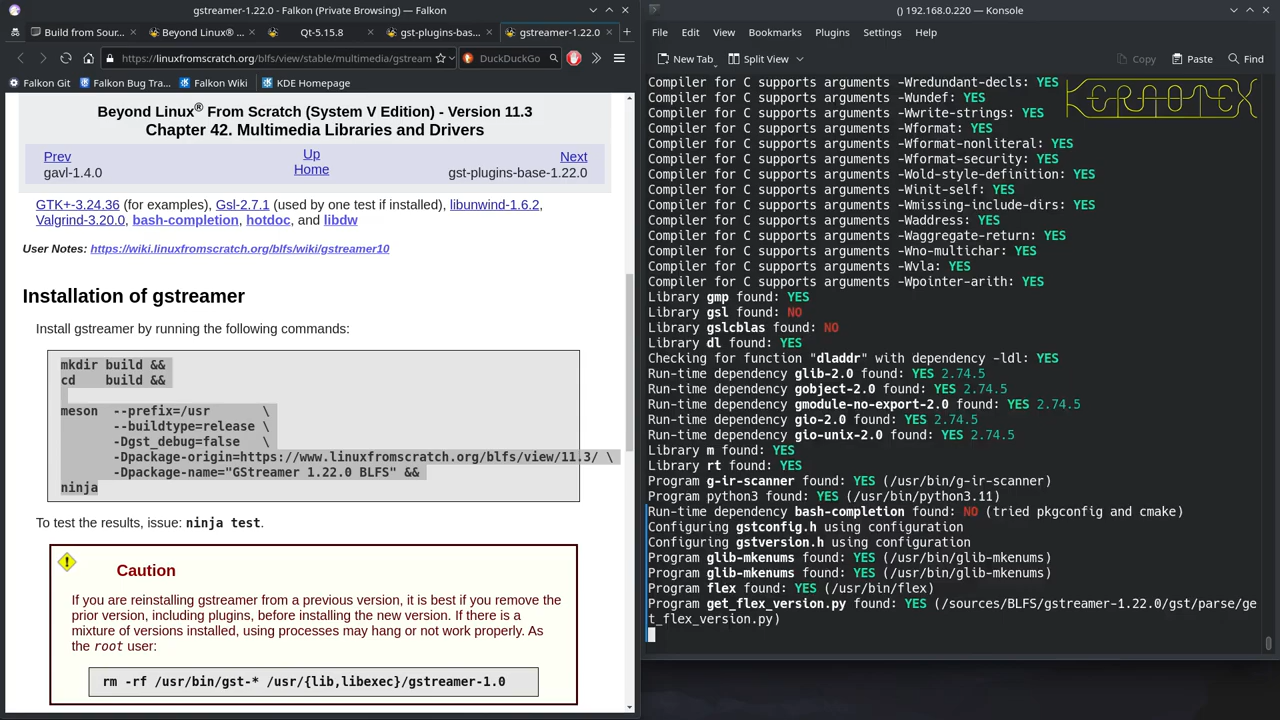 gstreamer-1.22.0 - Falkon (Private Browsing) — Falkon
Build from Sour...
Beyond Linux® ...
Qt-5.15.8
gst-plugins-bas...
gstreamer-1.22.0
https://linuxfromscratch.org/blfs/view/stable/multimedia/gstream
DuckDuckGo
Falkon Git
Falkon Bug Tra...
Falkon Wiki
KDE Homepage
Beyond Linux® From Scratch (System V Edition) - Version 11.3
Chapter 42. Multimedia Libraries and Drivers
Prev
Up
Next
gavl-1.4.0
Home
gst-plugins-base-1.22.0
GTK+-3.24.36 (for examples), Gsl-2.7.1 (used by one test if installed), libunwind-1.6.2,
Valgrind-3.20.0, bash-completion, hotdoc, and libdw
User Notes: https://wiki.linuxfromscratch.org/blfs/wiki/gstreamer10
Installation of gstreamer
Install gstreamer by running the following commands:
mkdir build &&
cd    build &&
meson  --prefix=/usr       \
--buildtype=release \
-Dgst_debug=false   \
-Dpackage-origin=https://www.linuxfromscratch.org/blfs/view/11.3/ \
-Dpackage-name="GStreamer 1.22.0 BLFS" &&
ninja
To test the results, issue: ninja test.
Caution
If you are reinstalling gstreamer from a previous version, it is best if you remove the
prior version, including plugins, before installing the new version. If there is a
mixture of versions installed, using processes may hang or not work properly. As
the root user:
rm -rf /usr/bin/gst-* /usr/{lib,libexec}/gstreamer-1.0
() 192.168.0.220 — Konsole
File Edit View Bookmarks Plugins Settings Help
New Tab
Split View
Copy
Paste
Find
KERAOTEX
Compiler for C supports arguments -Wredundant-decls: YES
Compiler for C supports arguments -Wundef: YES
Compiler for C supports arguments -Wwrite-strings: YES
Compiler for C supports arguments -Wformat: YES
Compiler for C supports arguments -Wformat-nonliteral: YES
Compiler for C supports arguments -Wformat-security: YES
Compiler for C supports arguments -Wold-style-definition: YES
Compiler for C supports arguments -Winit-self: YES
Compiler for C supports arguments -Wmissing-include-dirs: YES
Compiler for C supports arguments -Waddress: YES
Compiler for C supports arguments -Waggregate-return: YES
Compiler for C supports arguments -Wno-multichar: YES
Compiler for C supports arguments -Wvla: YES
Compiler for C supports arguments -Wpointer-arith: YES
Library gmp found: YES
Library gsl found: NO
Library gslcblas found: NO
Library dl found: YES
Checking for function "dladdr" with dependency -ldl: YES
Run-time dependency glib-2.0 found: YES 2.74.5
Run-time dependency gobject-2.0 found: YES 2.74.5
Run-time dependency gmodule-no-export-2.0 found: YES 2.74.5
Run-time dependency gio-2.0 found: YES 2.74.5
Run-time dependency gio-unix-2.0 found: YES 2.74.5
Library m found: YES
Library rt found: YES
Program g-ir-scanner found: YES (/usr/bin/g-ir-scanner)
Program python3 found: YES (/usr/bin/python3.11)
Run-time dependency bash-completion found: NO (tried pkgconfig and cmake)
Configuring gstconfig.h using configuration
Configuring gstversion.h using configuration
Program glib-mkenums found: YES (/usr/bin/glib-mkenums)
Program glib-mkenums found: YES (/usr/bin/glib-mkenums)
Program flex found: YES (/usr/bin/flex)
Program get_flex_version.py found: YES (/sources/BLFS/gstreamer-1.22.0/gst/parse/ge
t_flex_version.py)